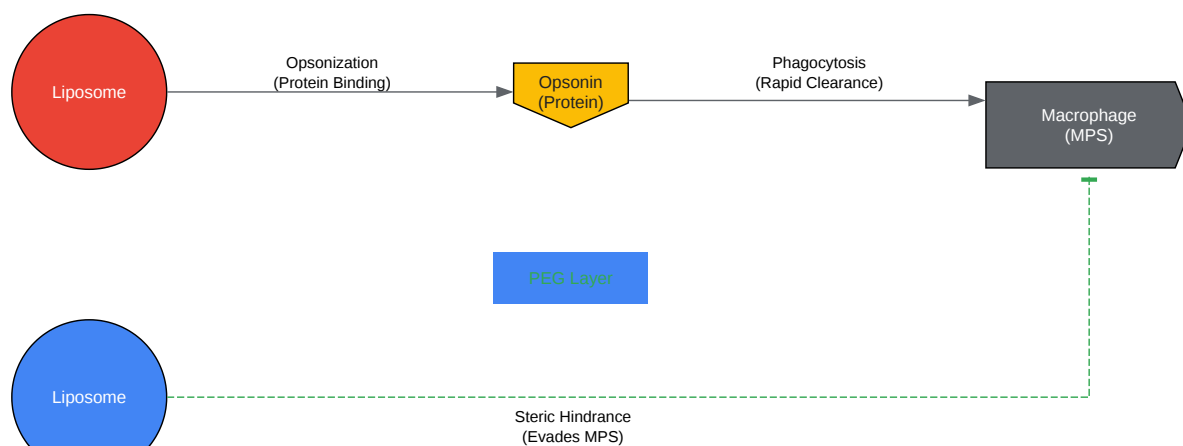 Opsonization
(Protein Binding)
Phagocytosis
(Rapid Clearance)
Liposome
Opsonin
(Protein)
Macrophage
(MPS)
PEG Layer
Liposome
Steric Hindrance
(Evades MPS)